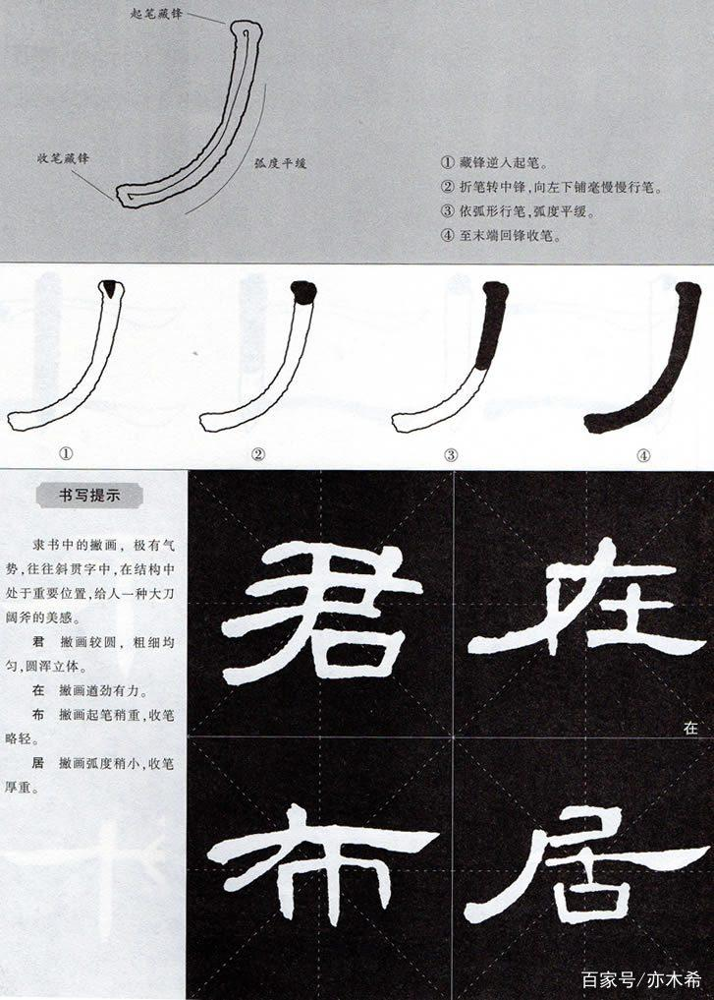 起笔藏锋
收笔藏锋
弧度平缓
① 藏锋逆入起笔。
② 折笔转中锋,向左下铺毫慢慢行笔。
③ 依弧形行笔,弧度平缓。
④ 至末端回锋收笔。
①
②
③
④
书写提示
隶书中的撇画,极有气
势,往往斜贯字中,在结构中
处于重要位置,给人一种大刀
阔斧的美感。
君 撇画较圆,粗细均
匀,圆浑立体。
在 撇画遒劲有力。
布 撇画起笔稍重,收笔
略轻。
居 撇画弧度稍小,收笔
厚重。
君
在
在
布
居
百家号/亦木希